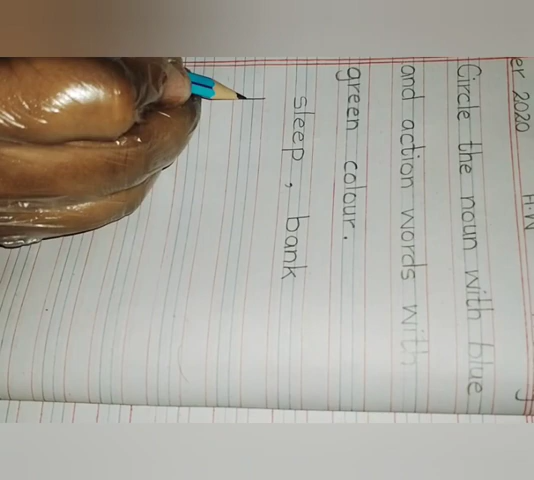 er 2020
H.W
Circle the noun with blue
and action words with
green colour.
sleep, bank